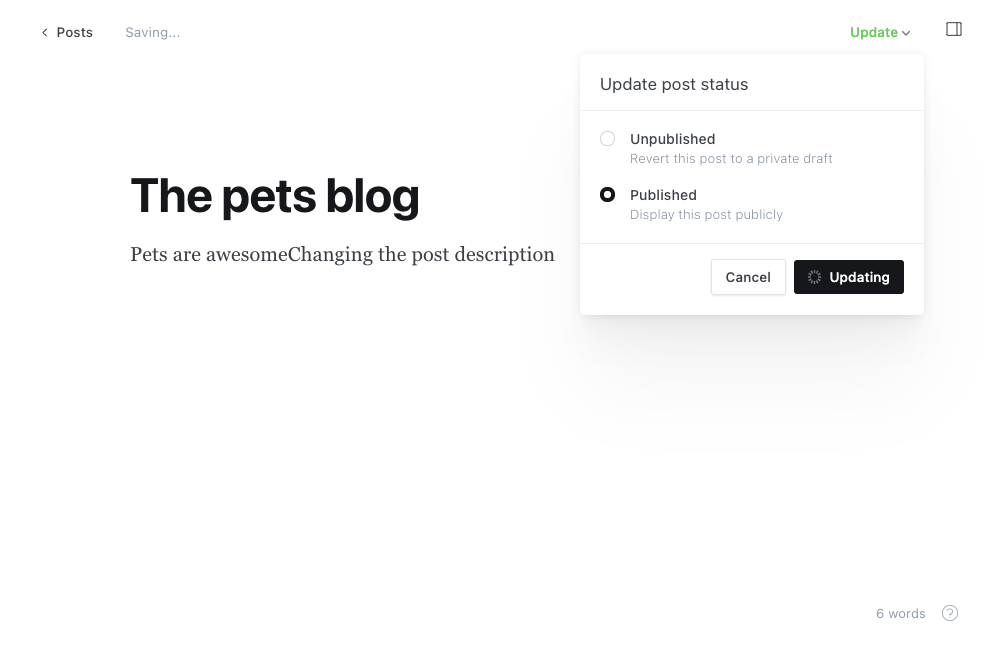 Posts Saving... Update
Update post status
Unpublished
Revert this post to a private draft
The pets blog
Published
Display this post publicly
Pets are awesomeChanging the post description
Cancel Updating
6 words ?